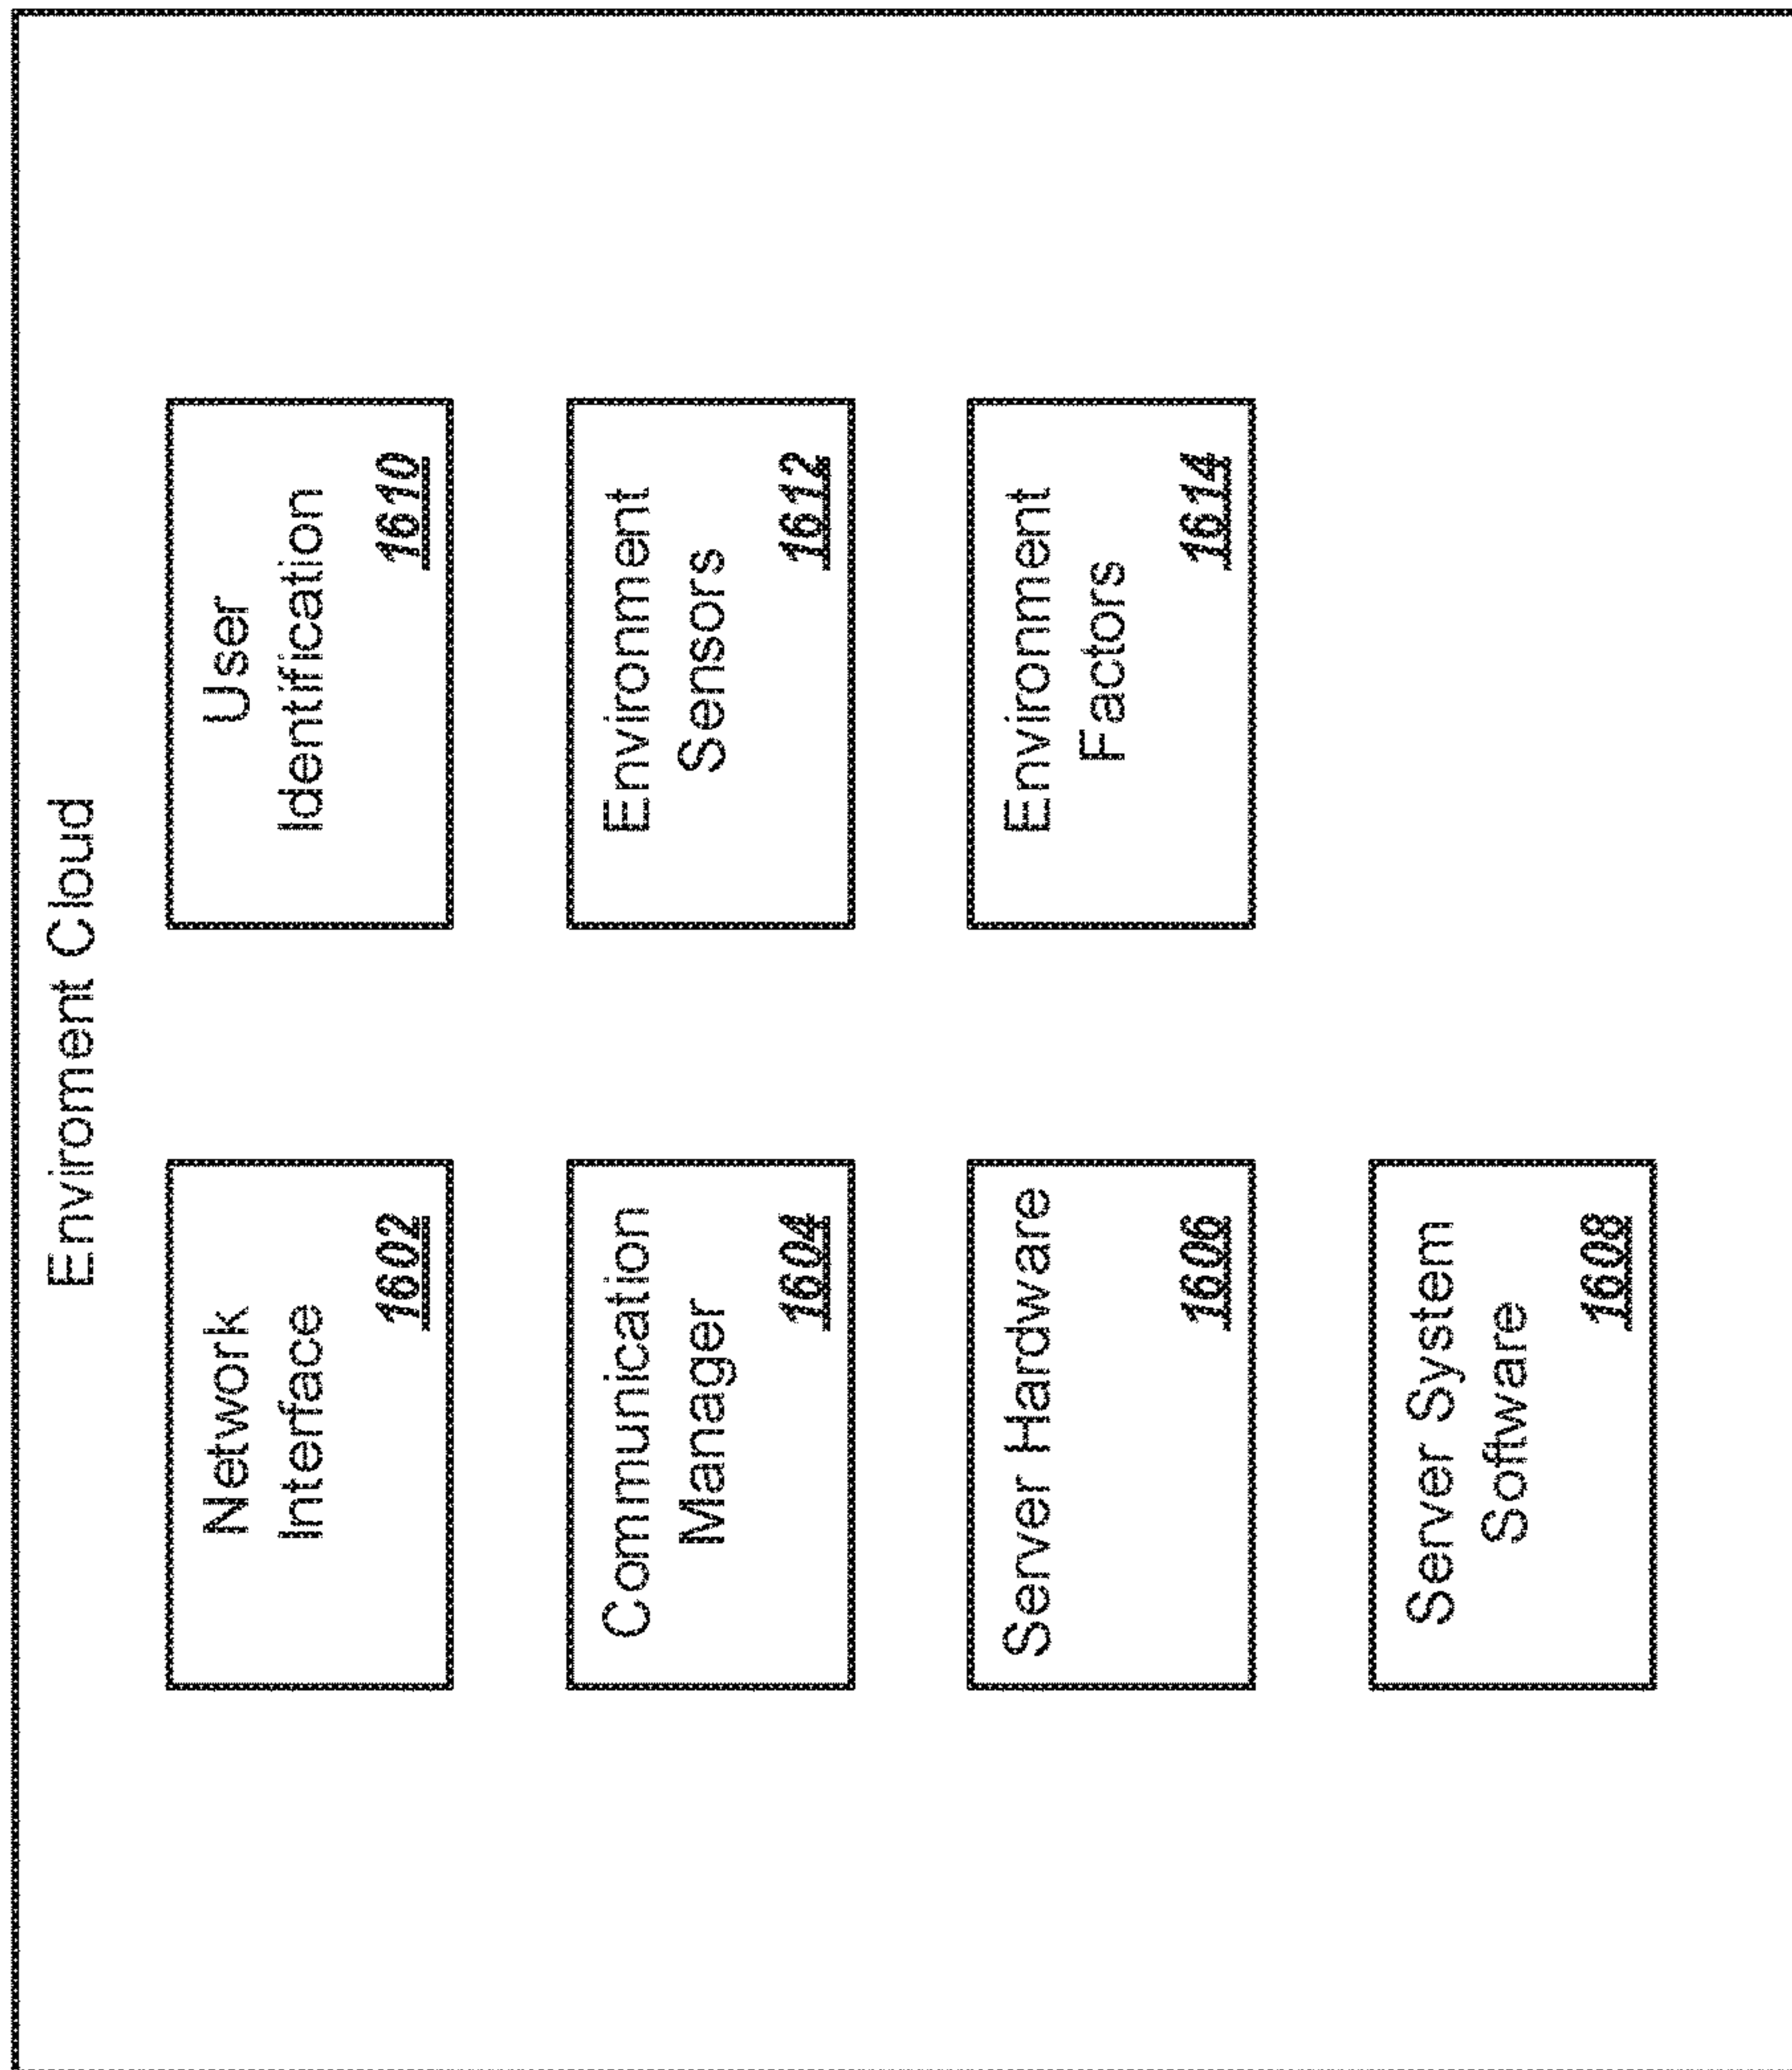 Enviroment Cloud
Network
Interface
1602
Communication
Manager
1604
Server Hardware
1606
Server System
Software
1608
User
Identification
1610
Environment
Sensors
1612
Environment
Factors
1614